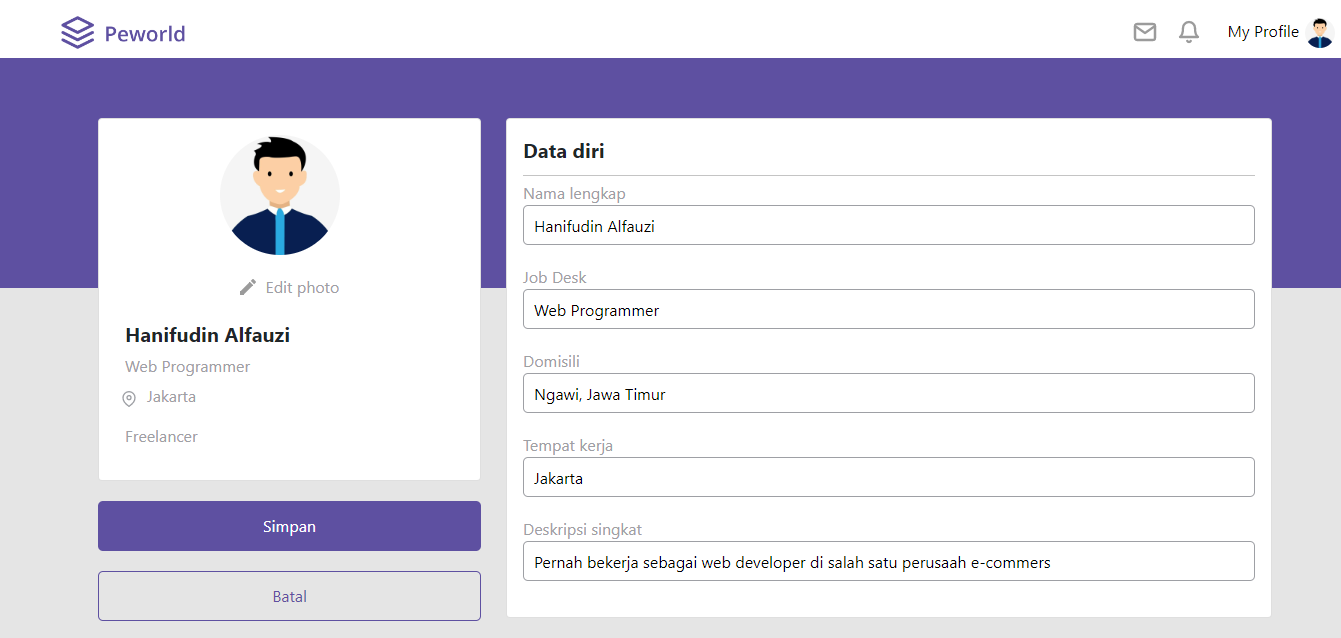 Peworld
My Profile
Edit photo
Hanifudin Alfauzi
Web Programmer
Jakarta
Freelancer
Simpan
Batal
Data diri
Nama lengkap
Hanifudin Alfauzi
Job Desk
Web Programmer
Domisili
Ngawi, Jawa Timur
Tempat kerja
Jakarta
Deskripsi singkat
Pernah bekerja sebagai web developer di salah satu perusaah e-commers